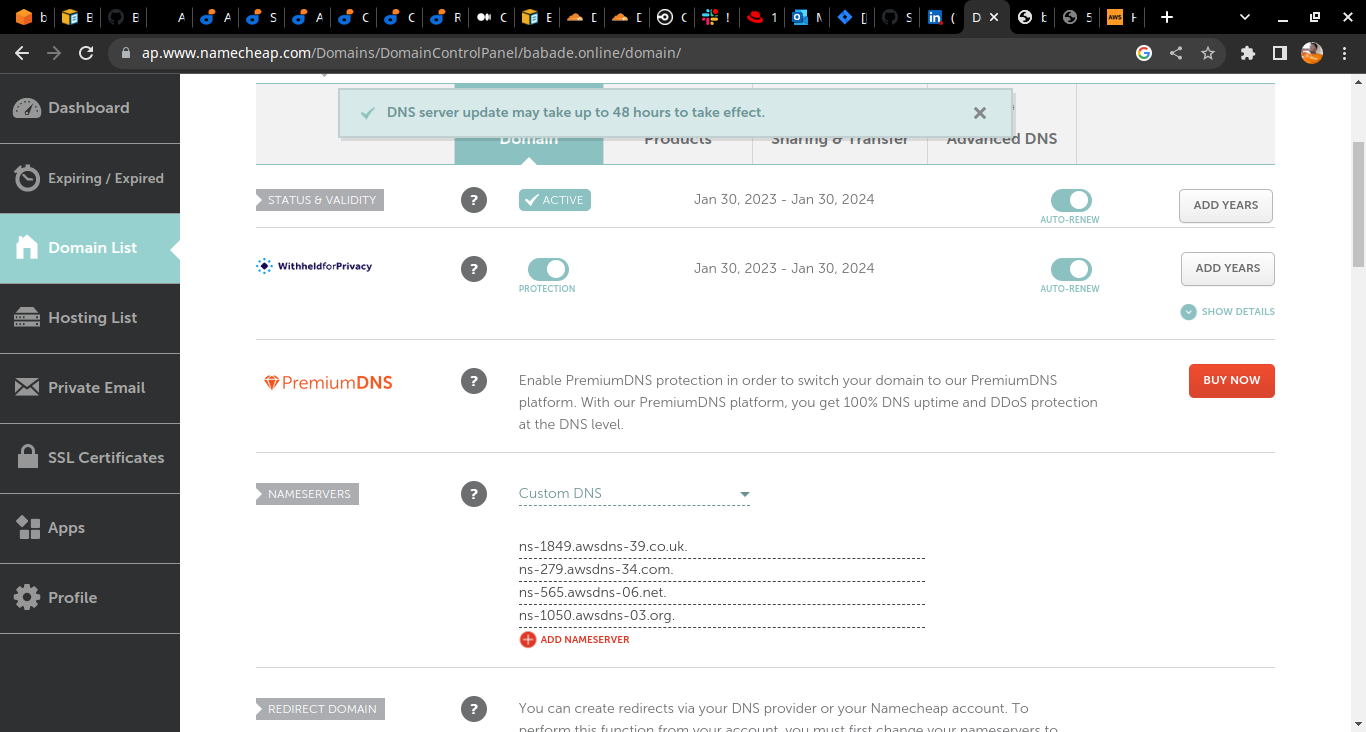 b
B
B
A
A
S
A
C
C
R
C
E
D
D
C
!
1
M
[
S
(
D
b
5
aws
H
ap.www.namecheap.com/Domains/DomainControlPanel/babade.online/domain/
Dashboard
Expiring / Expired
Domain List
Hosting List
Private Email
SSL Certificates
Apps
Profile
DNS server update may take up to 48 hours to take effect.
Domain
Products
Sharing & Transfer
Advanced DNS
STATUS & VALIDITY
?
ACTIVE
Jan 30, 2023 - Jan 30, 2024
AUTO-RENEW
ADD YEARS
WithheldforPrivacy
?
PROTECTION
Jan 30, 2023 - Jan 30, 2024
AUTO-RENEW
ADD YEARS
SHOW DETAILS
PremiumDNS
?
Enable PremiumDNS protection in order to switch your domain to our PremiumDNS
platform. With our PremiumDNS platform, you get 100% DNS uptime and DDoS protection
at the DNS level.
BUY NOW
NAMESERVERS
?
Custom DNS
ns-1849.awsdns-39.co.uk.
ns-279.awsdns-34.com.
ns-565.awsdns-06.net.
ns-1050.awsdns-03.org.
ADD NAMESERVER
REDIRECT DOMAIN
?
You can create redirects via your DNS provider or your Namecheap account. To
perform this function from your account, you must first change your nameservers to